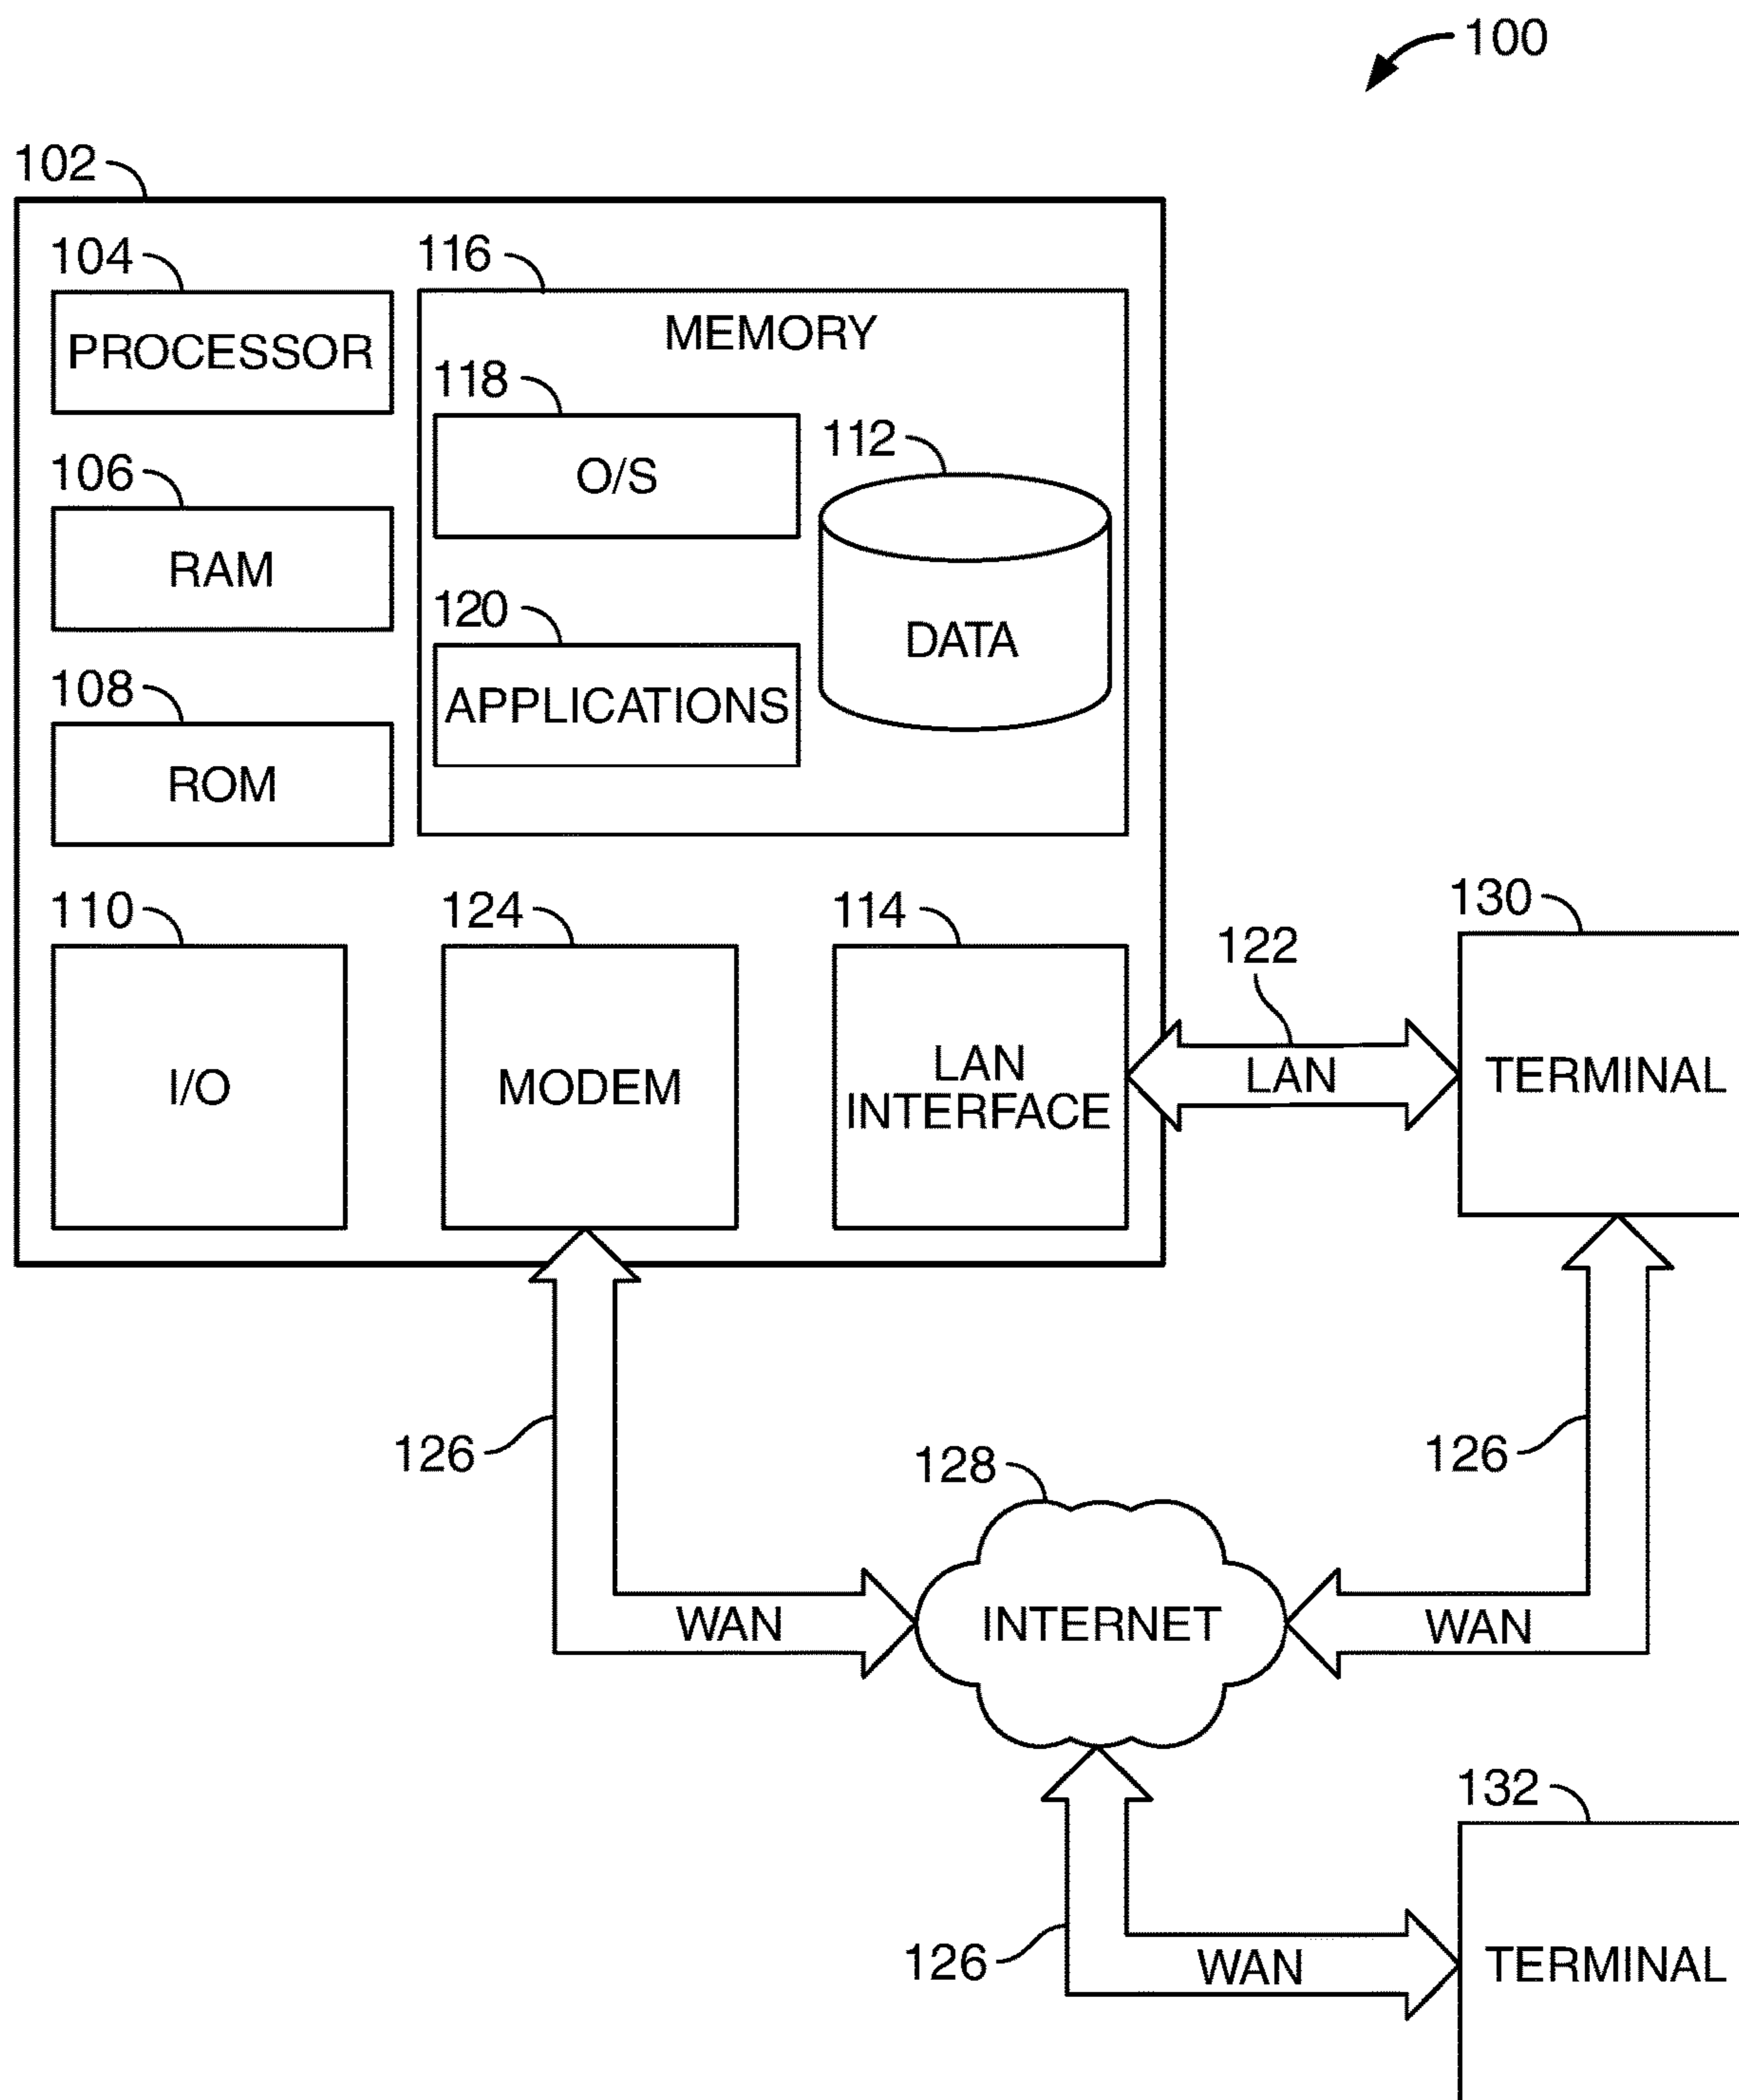 100
102
104
PROCESSOR
116
MEMORY
118
O/S
112
DATA
106
RAM
120
APPLICATIONS
108
ROM
110
I/O
124
MODEM
114
LAN
INTERFACE
122
LAN
130
TERMINAL
126
WAN
128
INTERNET
126
WAN
126
WAN
132
TERMINAL